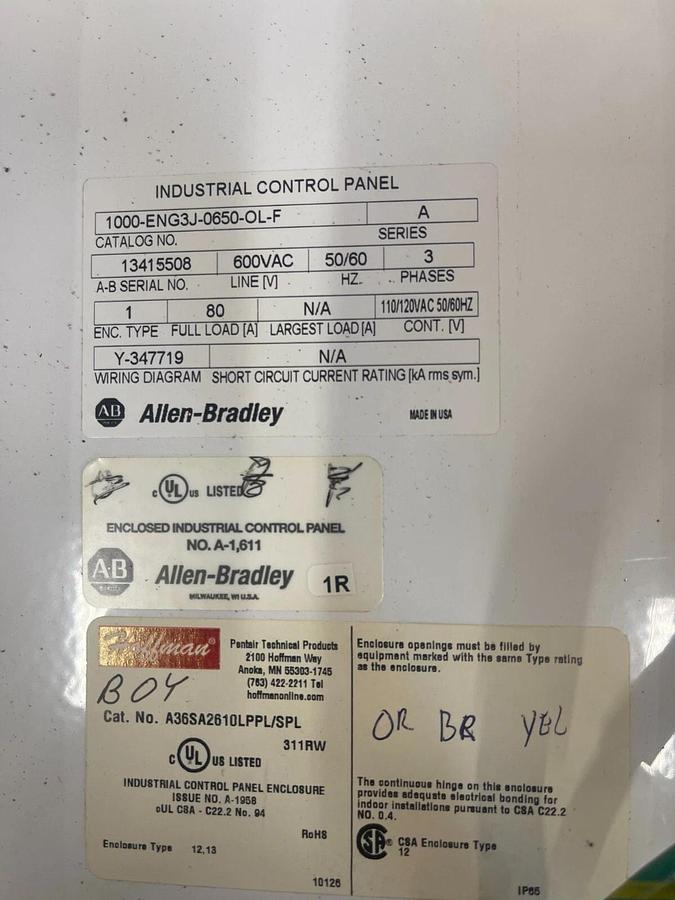 INDUSTRIAL CONTROL PANEL
1000-ENG3J-0650-OL-F A
CATALOG NO. SERIES
13415508 600VAC 50/60 3
A-B SERIAL NO. LINE [V] HZ. PHASES
1 80 N/A 110/120VAC 50/60HZ
ENC. TYPE FULL LOAD [A] LARGEST LOAD [A] CONT. [V]
Y-347719 N/A
WIRING DIAGRAM SHORT CIRCUIT CURRENT RATING [kA rms sym.]
AB Allen-Bradley MADE IN USA
C UL US LISTED
ENCLOSED INDUSTRIAL CONTROL PANEL
NO. A-1,611
A-B Allen-Bradley 1R
MILWAUKEE, WI U.S.A.
Hoffman®
Pentair Technical Products
2100 Hoffman Way
Anoka, MN 55303-1745
(763) 422-2211 Tel
hoffmanonline.com
B04
Cat. No. A36SA2610LPPL/SPL
C UL US LISTED 311RW
INDUSTRIAL CONTROL PANEL ENCLOSURE
ISSUE NO. A-1958
cUL CSA - C22.2 No. 94
RoHS
Enclosure Type 12,13
10126
Enclosure openings must be filled by
equipment marked with the same Type rating
as the enclosure.
OR BR YEL
The continuous hinge on this enclosure
provides adequate electrical bonding for
indoor installations pursuant to CSA C22.2
NO. 0.4.
CSA® CSA Enclosure Type
12
IP65